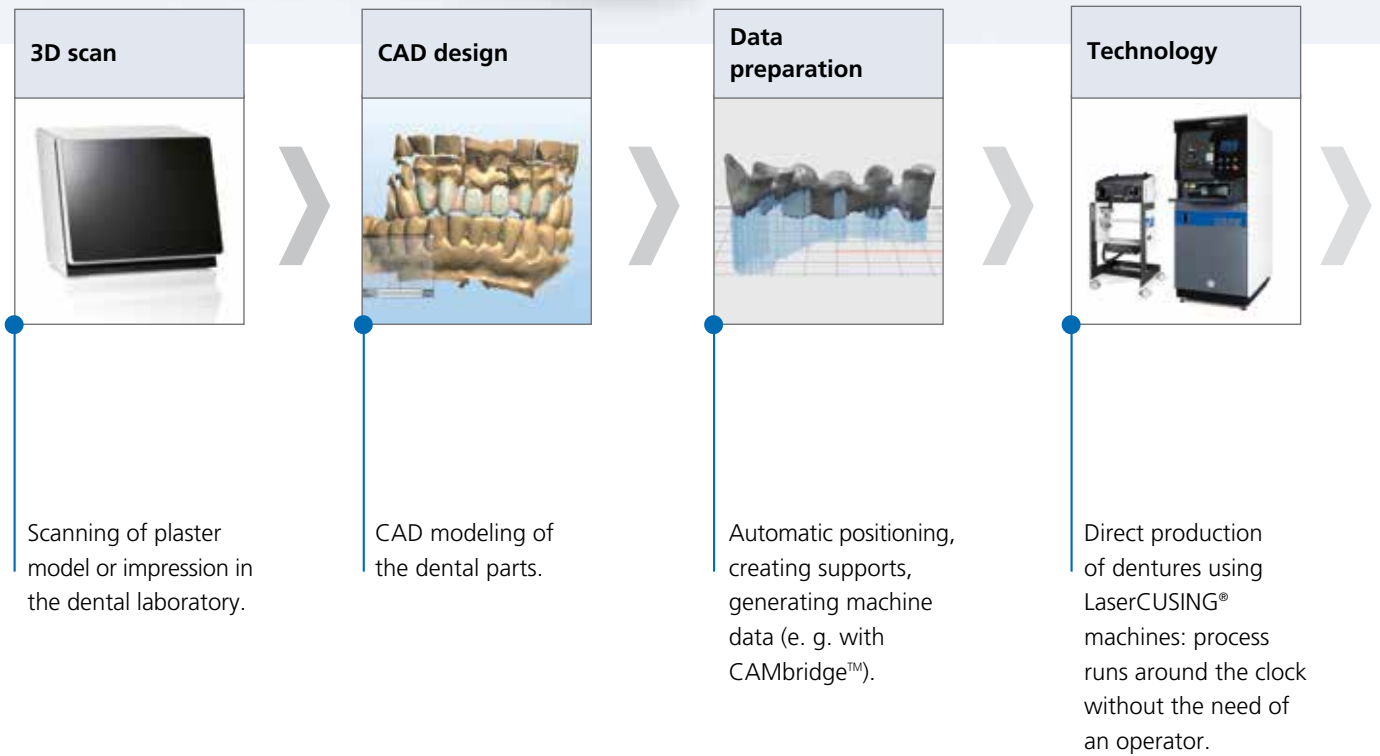 3D scan
CAD design
Data
preparation
Technology
Scanning of plaster
model or impression in
the dental laboratory.
CAD modeling of
the dental parts.
Automatic positioning,
creating supports,
generating machine
data (e. g. with
CAMbridge™).
Direct production
of dentures using
LaserCUSING®
machines: process
runs around the clock
without the need of
an operator.